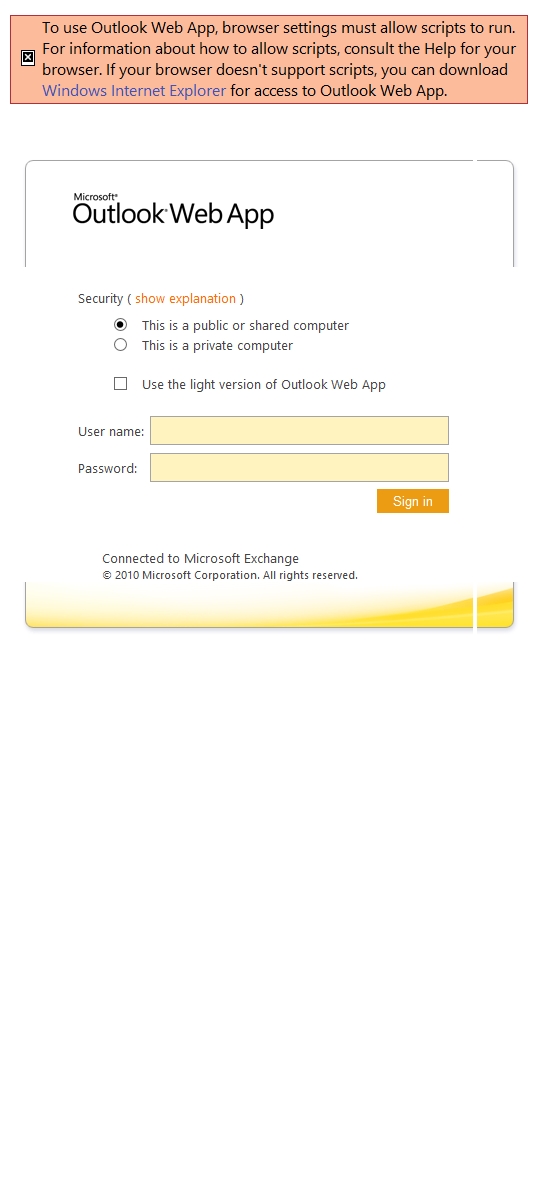 To use Outlook Web App, browser settings must allow scripts to run.
For information about how to allow scripts, consult the Help for your
browser. If your browser doesn't support scripts, you can download
Windows Internet Explorer for access to Outlook Web App.
Microsoft®
Outlook Web App
Security ( show explanation )
This is a public or shared computer
This is a private computer
Use the light version of Outlook Web App
User name:
Password:
Sign in
Connected to Microsoft Exchange
© 2010 Microsoft Corporation. All rights reserved.